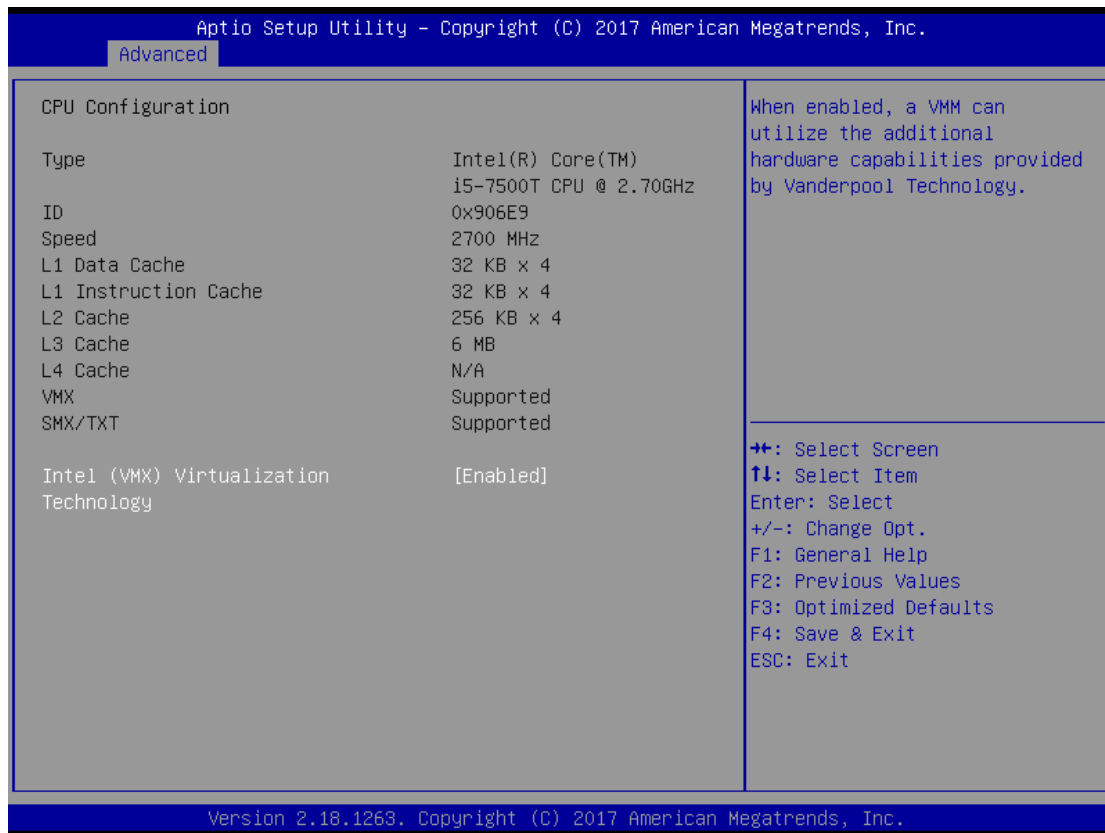 Aptio Setup Utility – Copyright (C) 2017 American Megatrends, Inc.
Advanced
CPU Configuration
Type Intel(R) Core(TM)
i5-7500T CPU @ 2.70GHz
ID 0x906E9
Speed 2700 MHz
L1 Data Cache 32 KB x 4
L1 Instruction Cache 32 KB x 4
L2 Cache 256 KB x 4
L3 Cache 6 MB
L4 Cache N/A
VMX Supported
SMX/TXT Supported
Intel (VMX) Virtualization [Enabled]
Technology
When enabled, a VMM can
utilize the additional
hardware capabilities provided
by Vanderpool Technology.
→←: Select Screen
↑↓: Select Item
Enter: Select
+/-: Change Opt.
F1: General Help
F2: Previous Values
F3: Optimized Defaults
F4: Save & Exit
ESC: Exit
Version 2.18.1263. Copyright (C) 2017 American Megatrends, Inc.